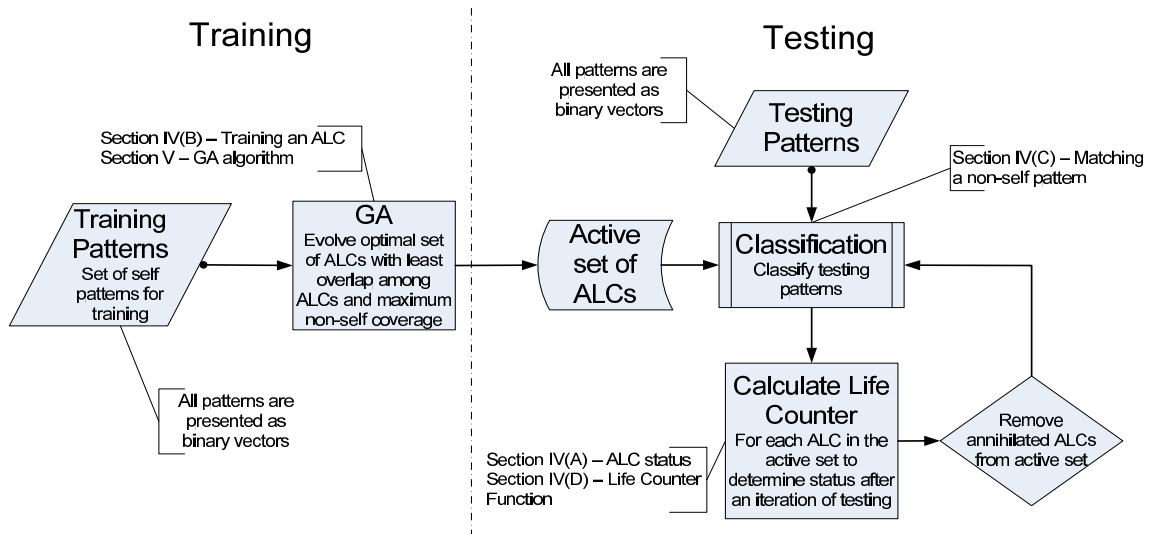 Training
Testing
Section IV(B) – Training an ALC
Section V – GA algorithm
Training
Patterns
Set of self
patterns for
training
All patterns are
presented as
binary vectors
GA
Evolve optimal set
of ALCs with least
overlap among
ALCs and maximum
non-self coverage
All patterns are
presented as
binary vectors
Testing
Patterns
Section IV(C) – Matching
a non-self pattern
Active
set of
ALCs
Classification
Classify testing
patterns
Calculate Life
Counter
For each ALC in the
active set to
determine status after
an iteration of testing
Section IV(A) – ALC status
Section IV(D) – Life Counter
Function
Remove
annihilated ALCs
from active set